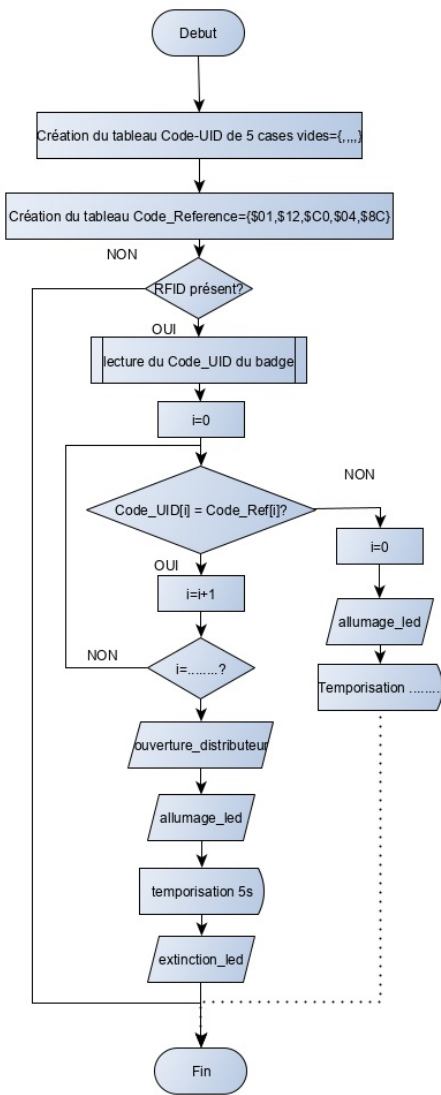 Debut
Création du tableau Code-UID de 5 cases vides={,,,,}
Création du tableau Code_Reference={$01,$12,$C0,$04,$8C}
NON
RFID présent?
OUI
lecture du Code_UID du badge
i=0
NON
Code_UID[i] = Code_Ref[i]?
i=0
OUI
i=i+1
allumage_led
NON
i=........?
Temporisation ........
ouverture_distributeur
allumage_led
temporisation 5s
extinction_led
Fin